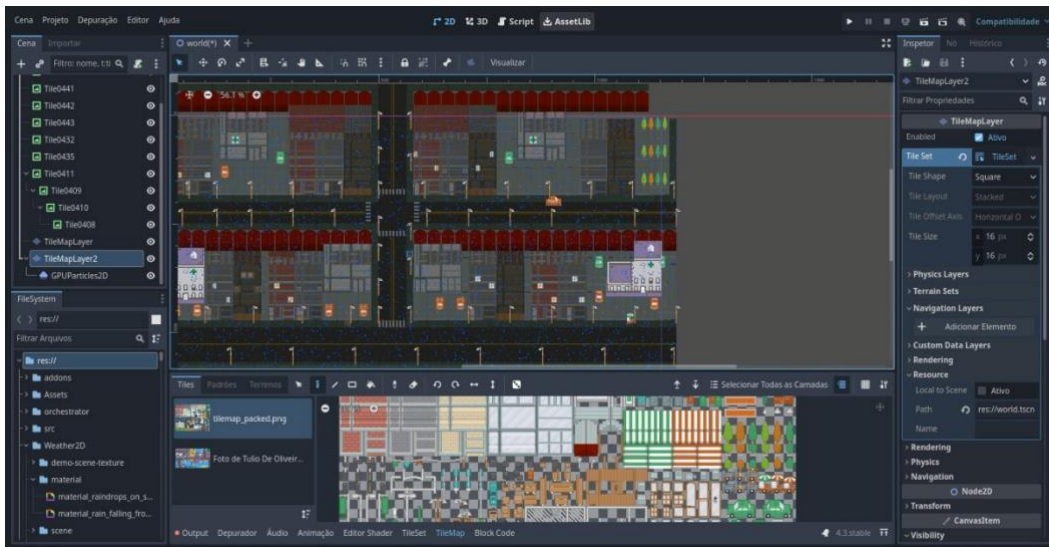 Cena Projeto Depuração Editor Ajuda
2D 3D Script AssetLib
Compatibilidade
Cena Importar
Filtro: nome, t:ti
Tile0441
Tile0442
Tile0443
Tile0432
Tile0435
Tile0411
Tile0409
Tile0410
Tile0408
TileMapLayer
TileMapLayer2
GPUParticles2D
FileSystem
res://
Filtrar Arquivos
res://
addons
Assets
orchestrator
src
Weather2D
demo-scene-texture
material
material_raindrops_on_s...
material_rain_falling_fro...
scene
world(*)
Visualizar
56.1 %
Tiles Padrões Terrenos
Selecionar Todas as Camadas
tilemap_packed.png
Foto de Tulio De Oliveir...
Output Depurador Áudio Animação Editor Shader TileSet TileMap Block Code
4.3.stable
Inspetor Nó Histórico
TileMapLayer2
Filtrar Propriedades
TileMapLayer
Enabled Ativo
Tile Set TileSet
Tile Shape Square
Tile Layout Stacked
Tile Offset Axis Horizontal O
Tile Size x 16 px
y 16 px
Physics Layers
Terrain Sets
Navigation Layers
Adicionar Elemento
Custom Data Layers
Rendering
Resource
Local to Scene Ativo
Path res://world.tscn
Name
Rendering
Physics
Navigation
Node2D
Transform
CanvasItem
Visibility